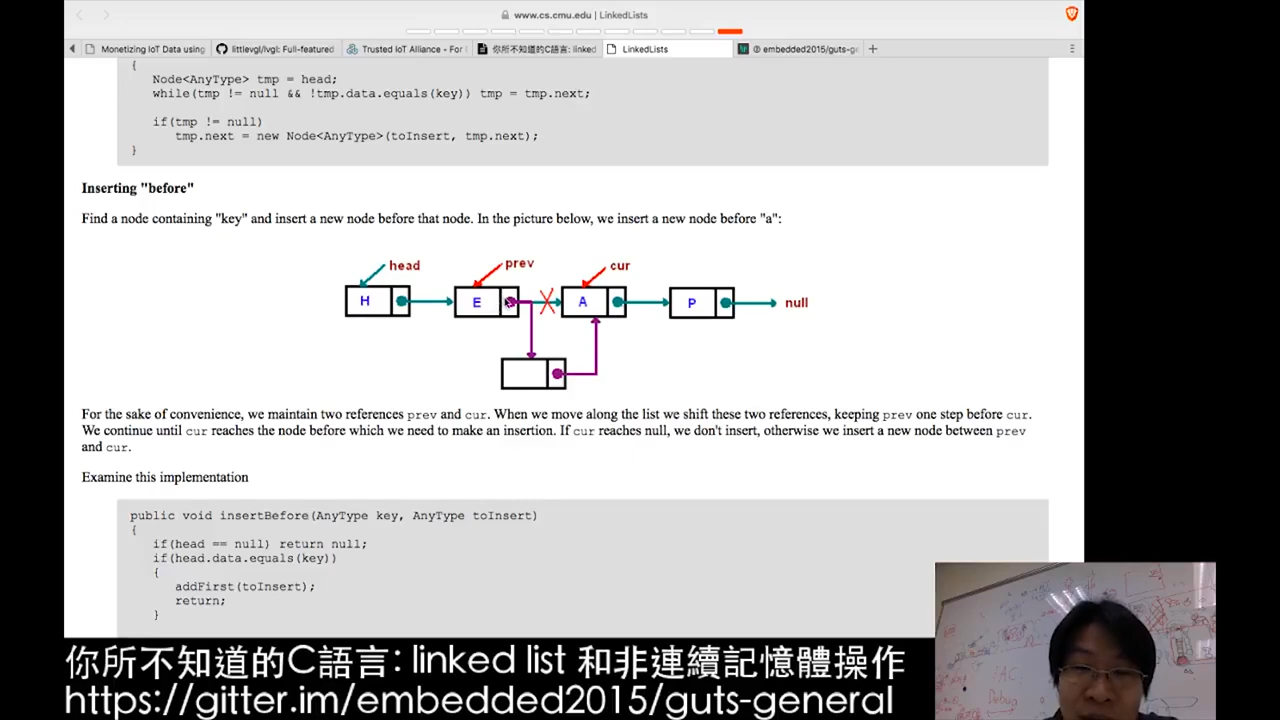 www.cs.cmu.edu | LinkedLists
Monetizing IoT Data using
littlevgl/lvgl: Full-featured
Trusted IoT Alliance - For
你所不知道的C語言: linked
LinkedLists
embedded2015/guts-ge
{
Node<AnyType> tmp = head;
while(tmp != null && !tmp.data.equals(key)) tmp = tmp.next;
if(tmp != null)
tmp.next = new Node<AnyType>(toInsert, tmp.next);
}
Inserting "before"
Find a node containing "key" and insert a new node before that node. In the picture below, we insert a new node before "a":
head
prev
cur
H
E
A
P
null
For the sake of convenience, we maintain two references prev and cur. When we move along the list we shift these two references, keeping prev one step before cur.
We continue until cur reaches the node before which we need to make an insertion. If cur reaches null, we don't insert, otherwise we insert a new node between prev
and cur.
Examine this implementation
public void insertBefore(AnyType key, AnyType toInsert)
{
if(head == null) return null;
if(head.data.equals(key))
{
addFirst(toInsert);
return;
}
Debug
你所不知道的C語言: linked list 和非連續記憶體操作
https://gitter.im/embedded2015/guts-general